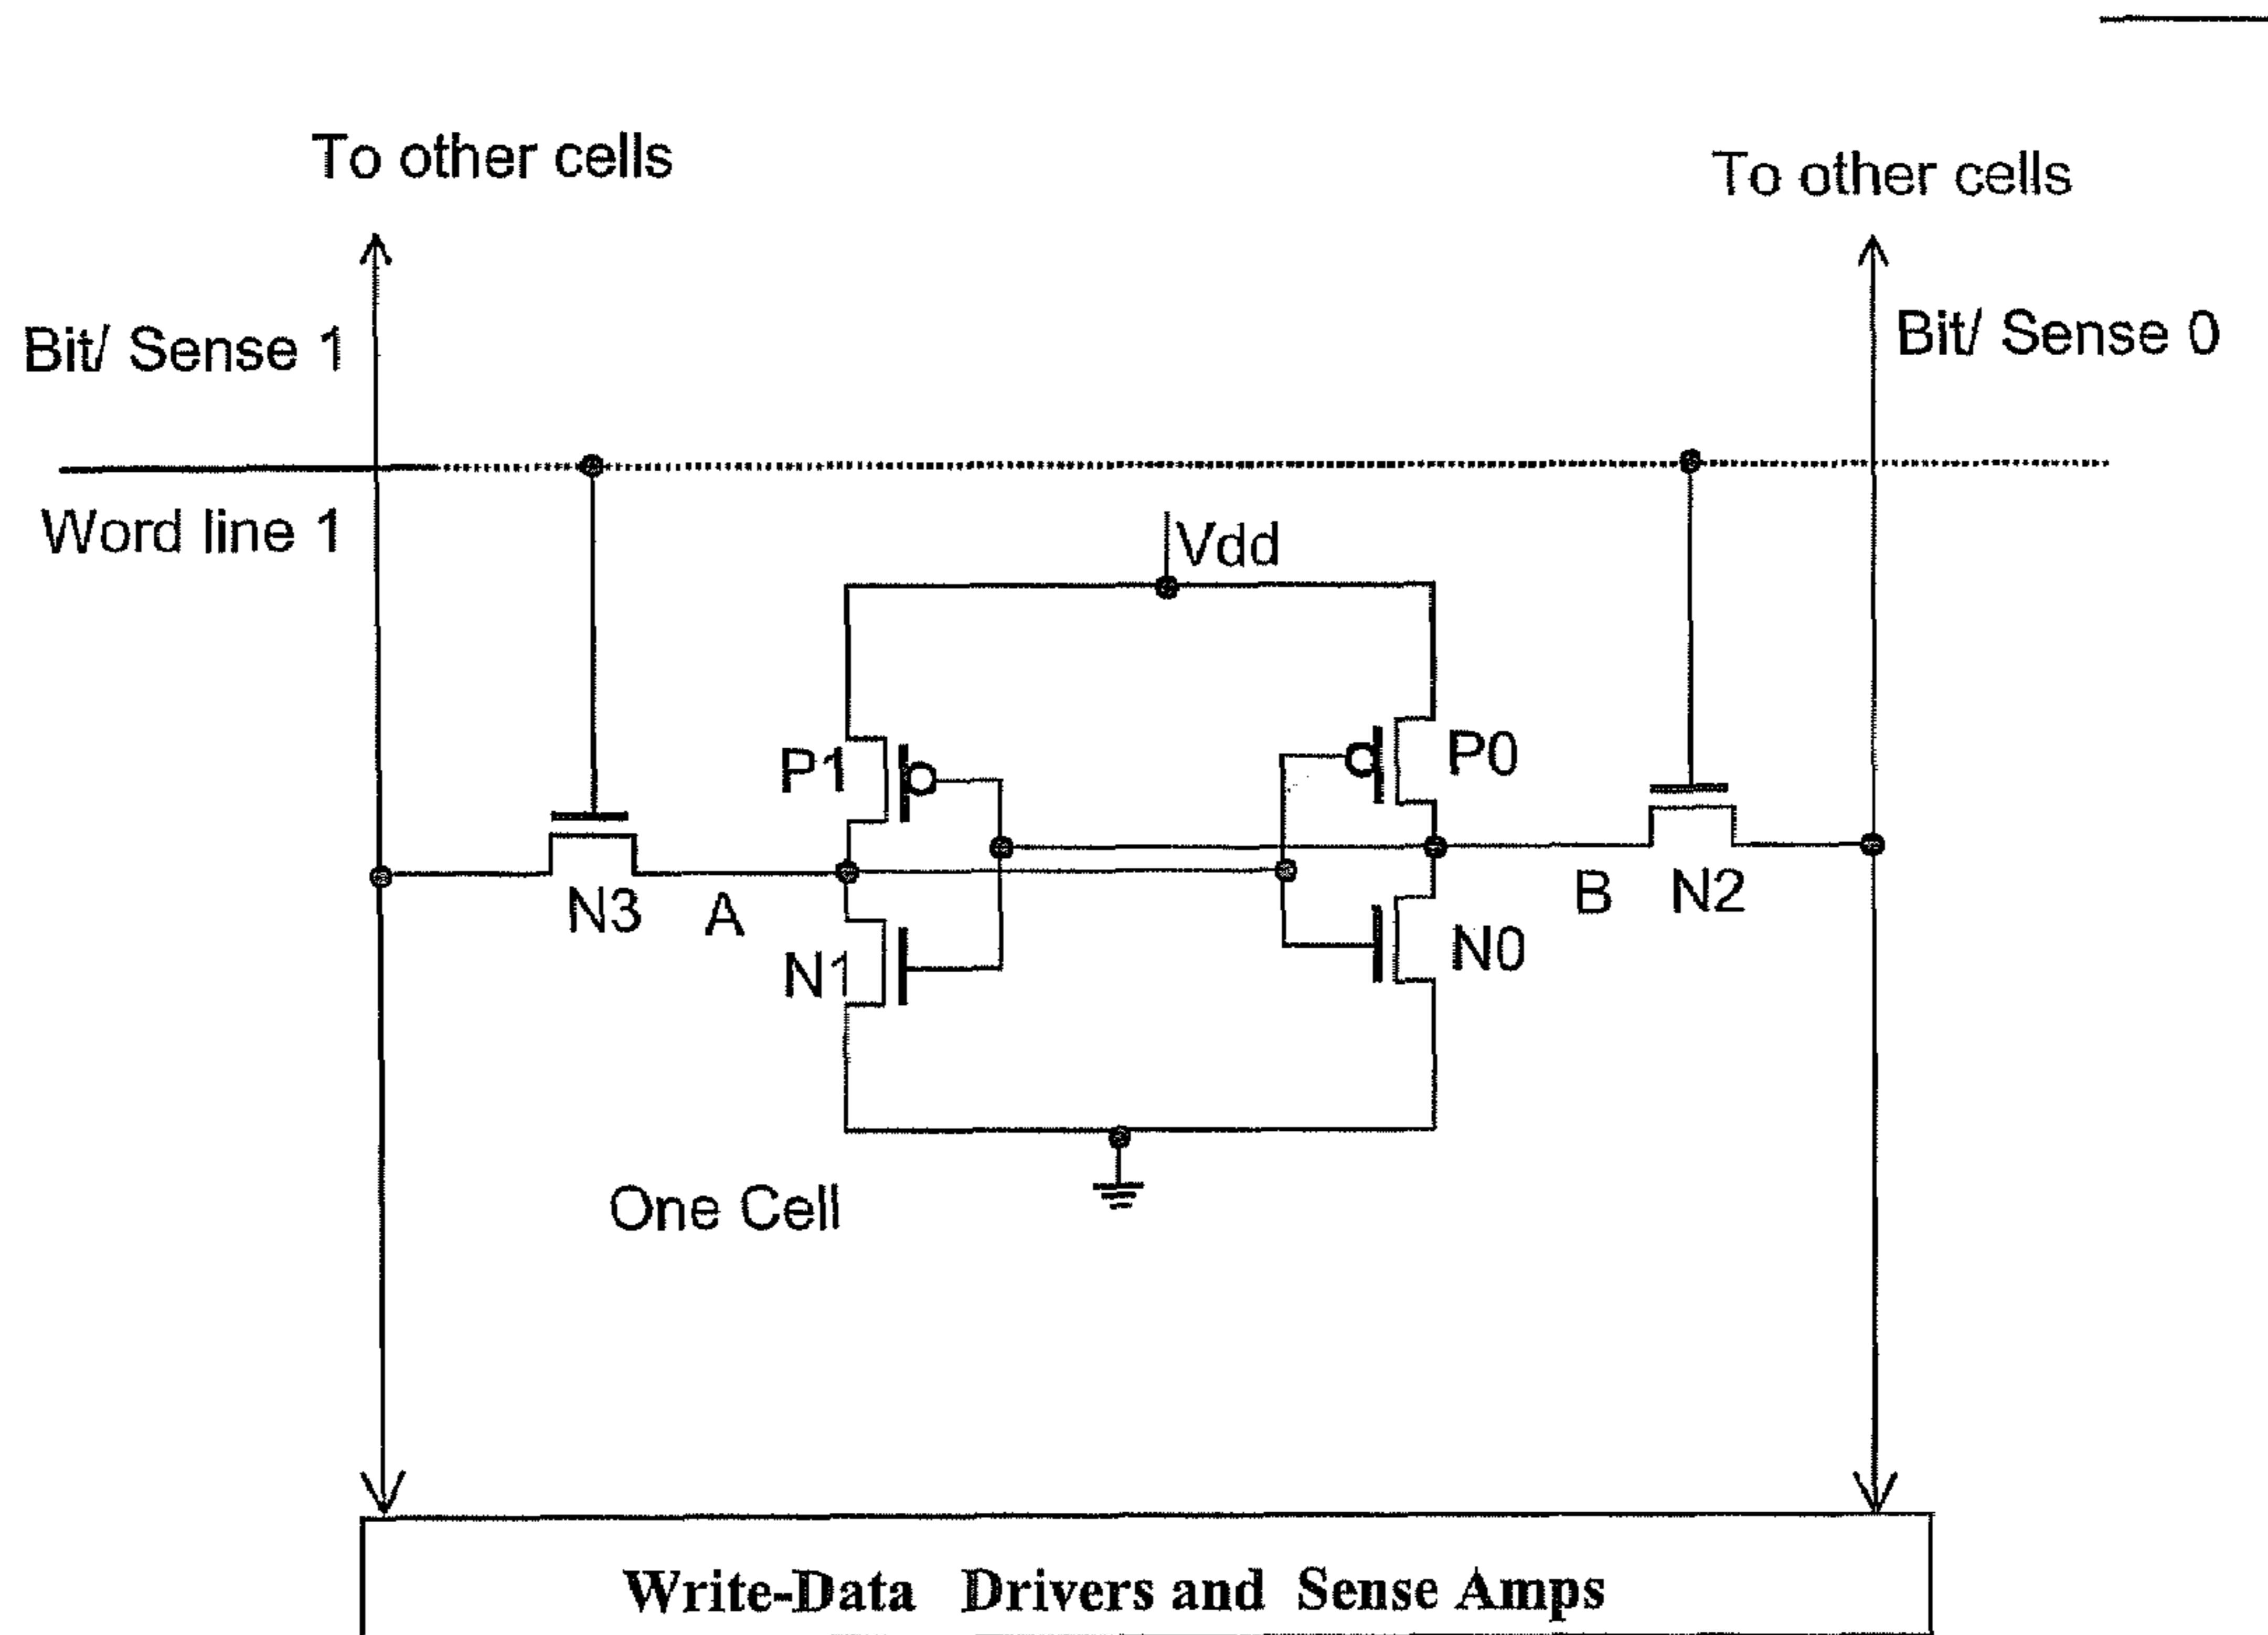 To other cells
To other cells
Bit/ Sense 1
Bit/ Sense 0
Word line 1
Vdd
P1
P0
N3
A
B
N2
N1
N0
One Cell
Write-Data Drivers and Sense Amps